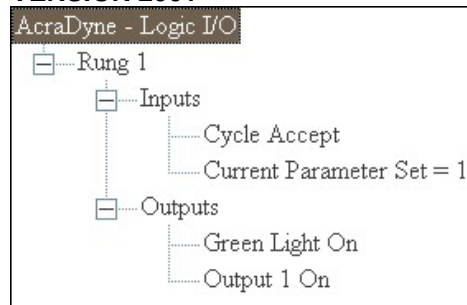 AcraDyne - Logic I/O
Rung 1
Inputs
Cycle Accept
Current Parameter Set = 1
Outputs
Green Light On
Output 1 On